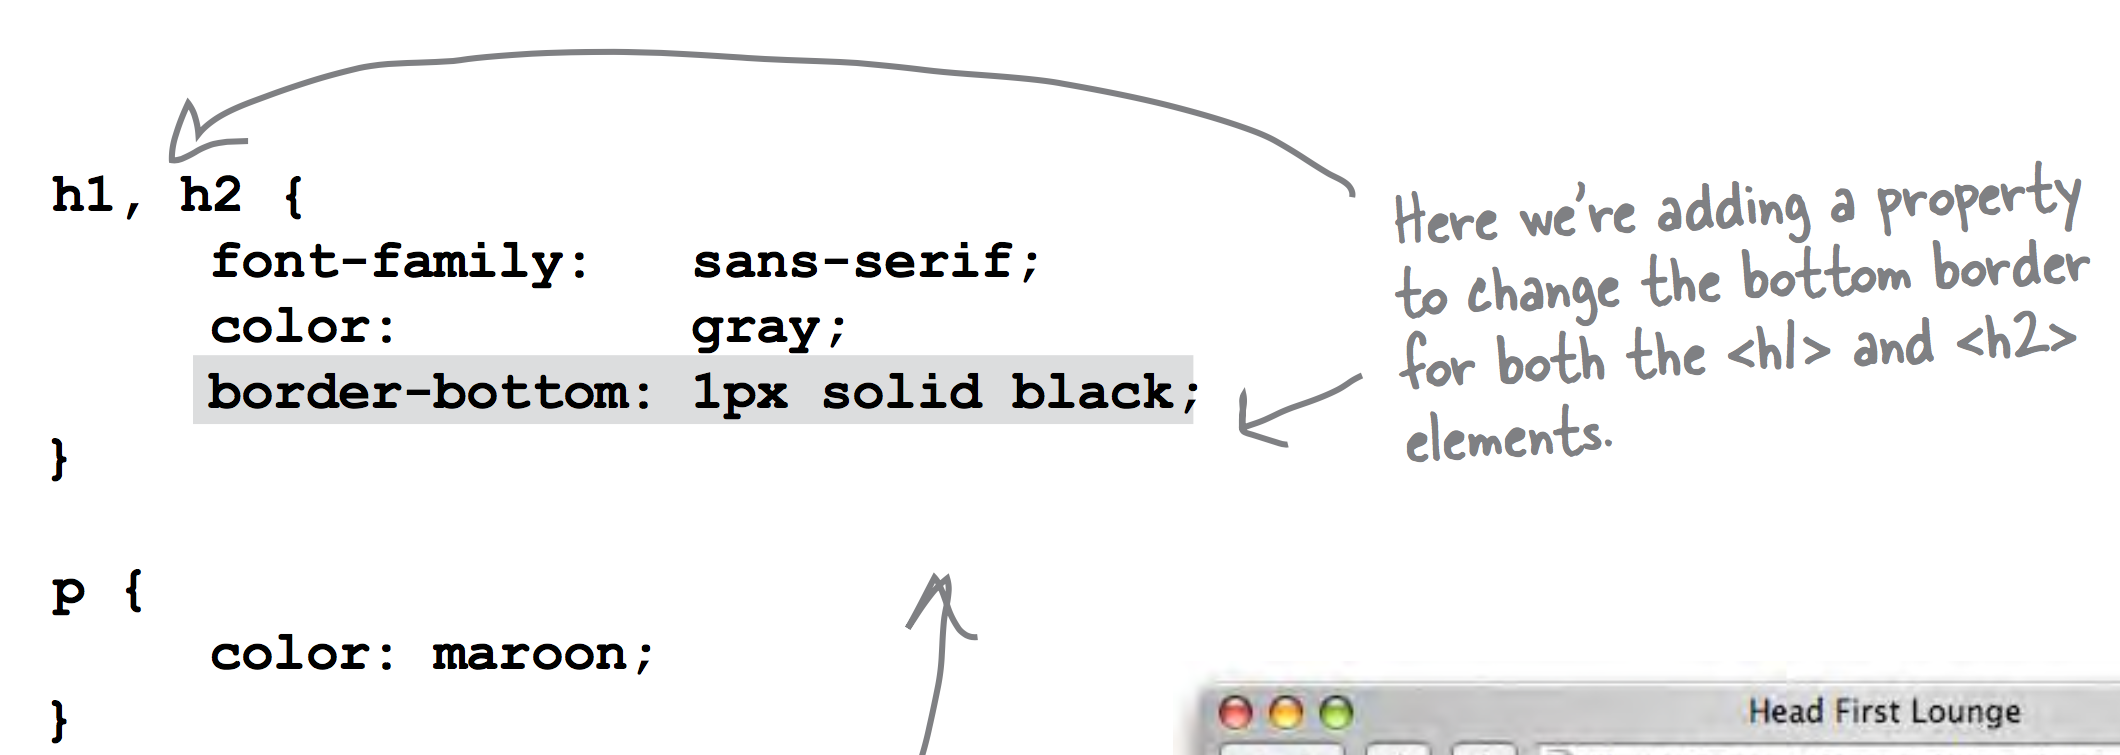 h1, h2 {
font-family: sans-serif;
color: gray;
border-bottom: 1px solid black;
}
p {
color: maroon;
}
Here we're adding a property
to change the bottom border
for both the <h1> and <h2>
elements.
Head First Lounge